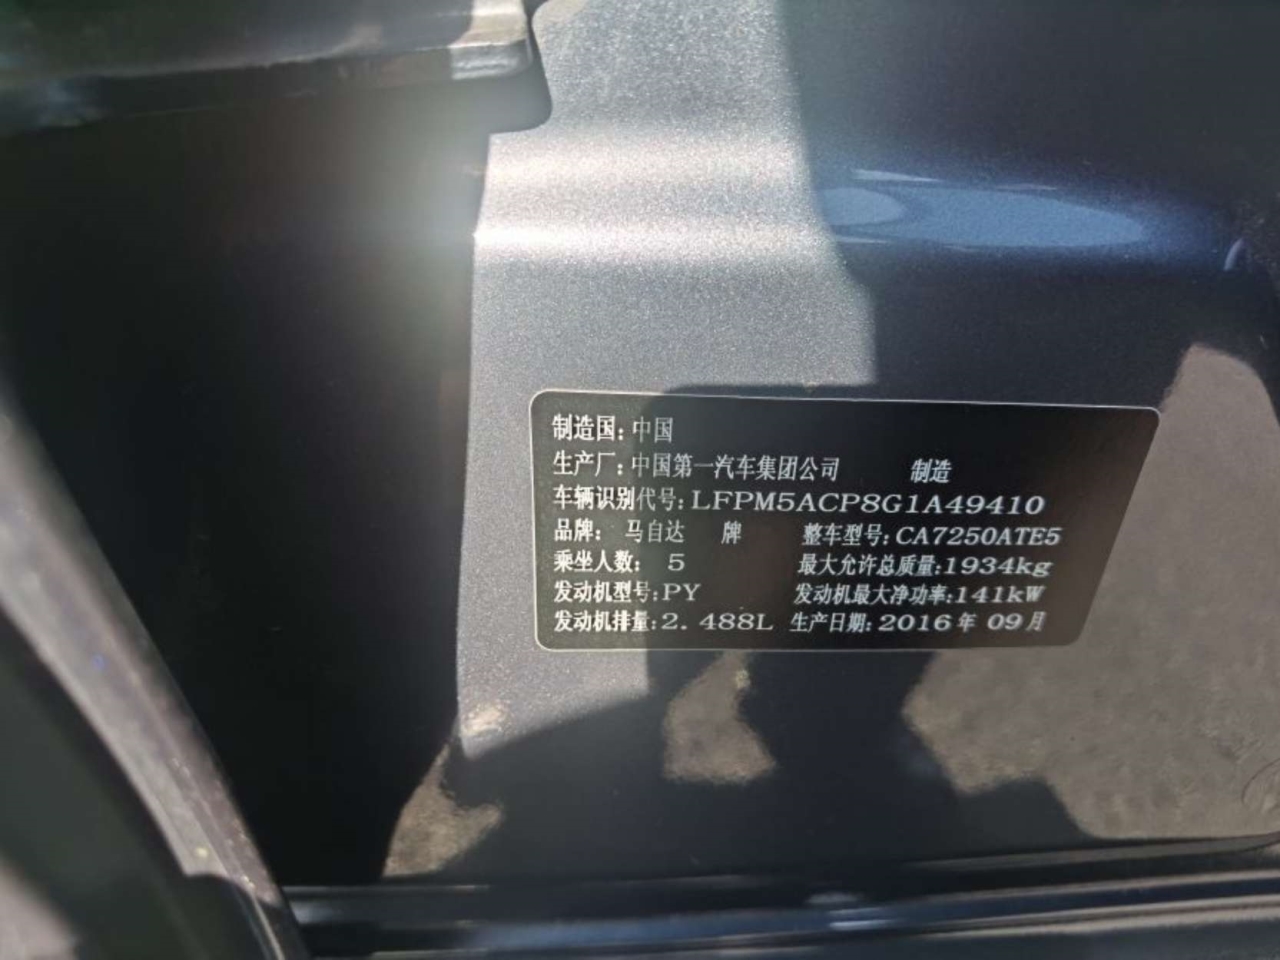 制造国：中国
生产厂：中国第一汽车集团公司 制造
车辆识别代号：LFPM5ACP8G1A49410
品牌： 马自达 牌 整车型号：CA7250ATE5
乘坐人数： 5 最大允许总质量：1934kg
发动机型号：PY 发动机最大净功率：141kW
发动机排量：2. 488L 生产日期：2016年 09月